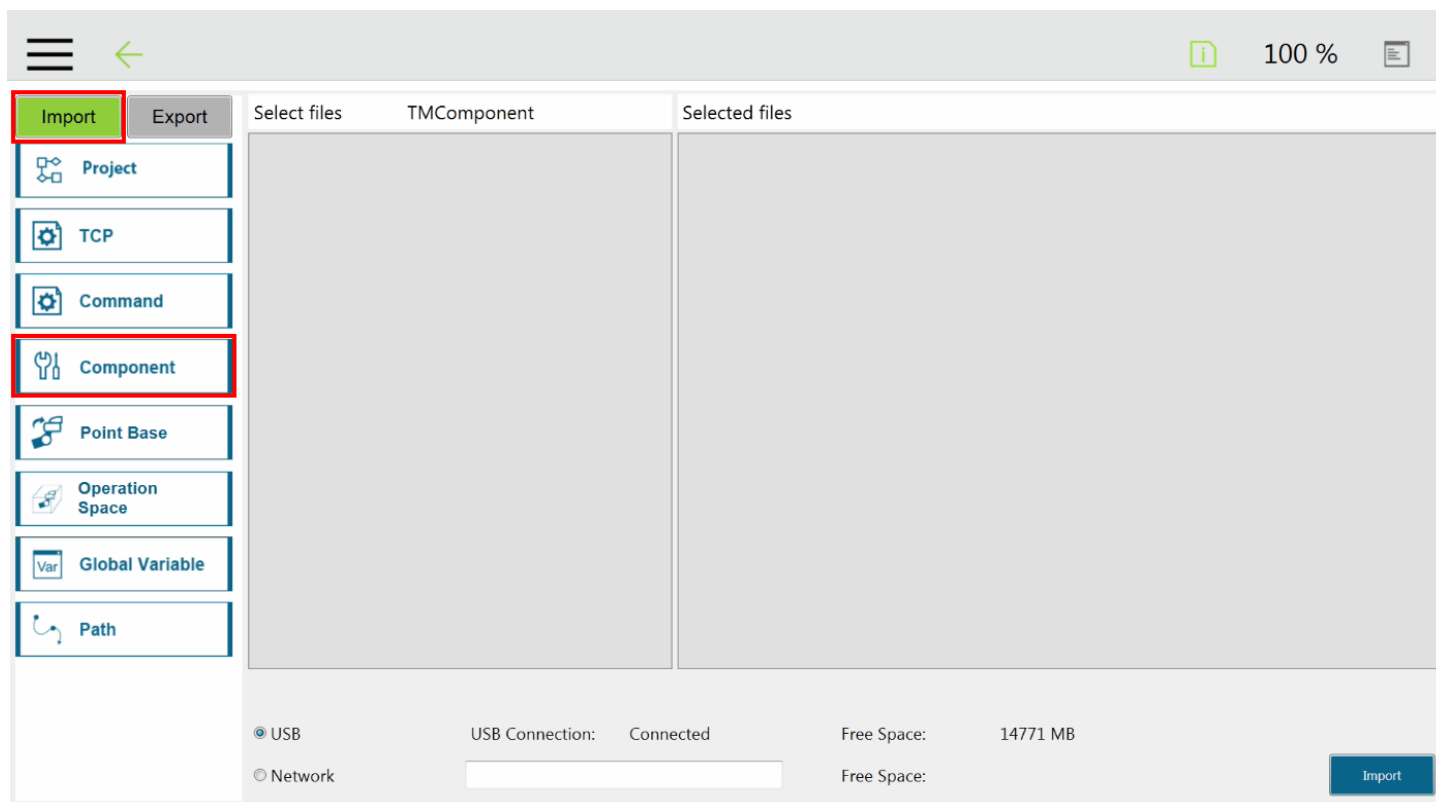 100 %
Import
Export
Select files
TMComponent
Selected files
Project
TCP
Command
Component
Point Base
Operation
Space
Var
Global Variable
Path
USB
USB Connection:
Connected
Free Space:
14771 MB
Network
Free Space:
Import